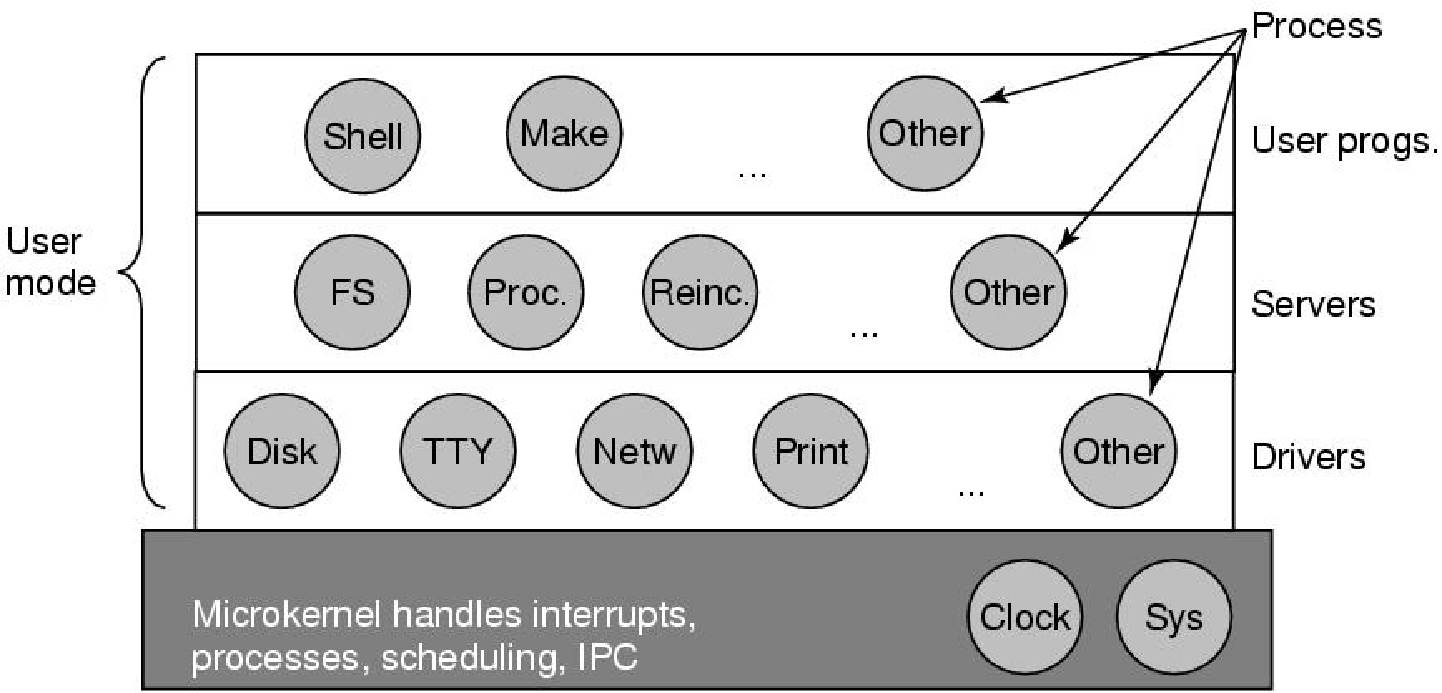 Process
Shell
Make
...
Other
User progs.
User
mode
FS
Proc.
Reinc.
...
Other
Servers
Disk
TTY
Netw
Print
...
Other
Drivers
Microkernel handles interrupts,
processes, scheduling, IPC
Clock
Sys